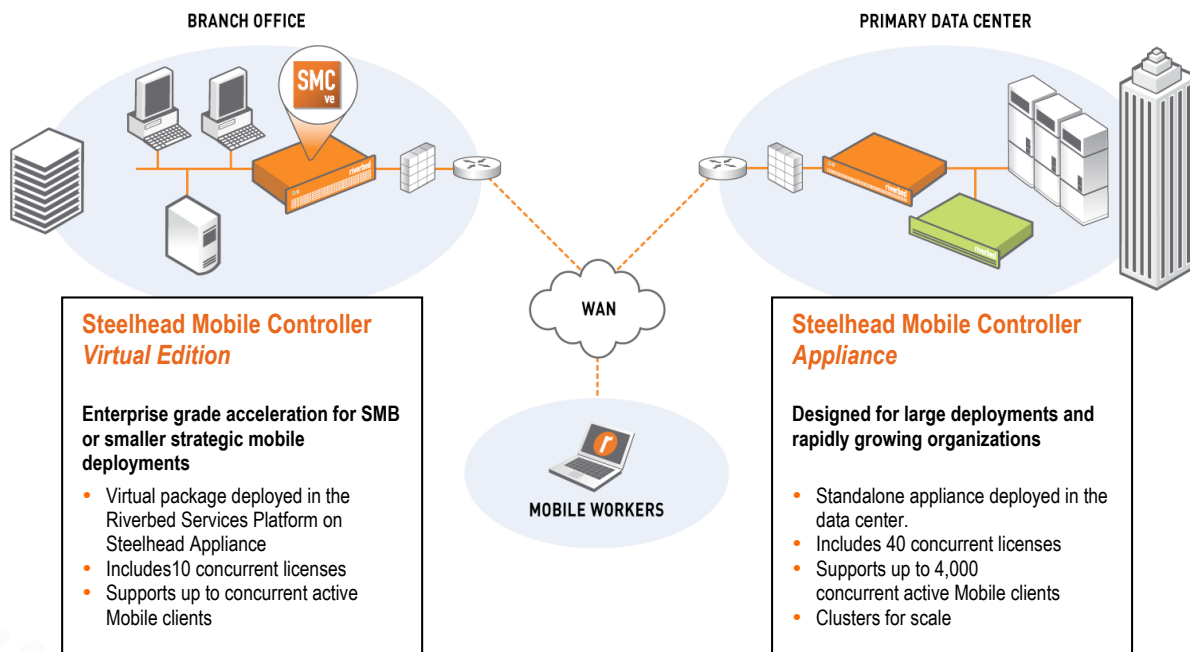 BRANCH OFFICE
PRIMARY DATA CENTER
SMC
ve
riverbed
riverbed
riverbed
WAN
MOBILE WORKERS
Steelhead Mobile Controller
Virtual Edition
Enterprise grade acceleration for SMB
or smaller strategic mobile
deployments
• Virtual package deployed in the
Riverbed Services Platform on
Steelhead Appliance
• Includes10 concurrent licenses
• Supports up to concurrent active
Mobile clients
Steelhead Mobile Controller
Appliance
Designed for large deployments and
rapidly growing organizations
• Standalone appliance deployed in the
data center.
• Includes 40 concurrent licenses
• Supports up to 4,000
concurrent active Mobile clients
• Clusters for scale